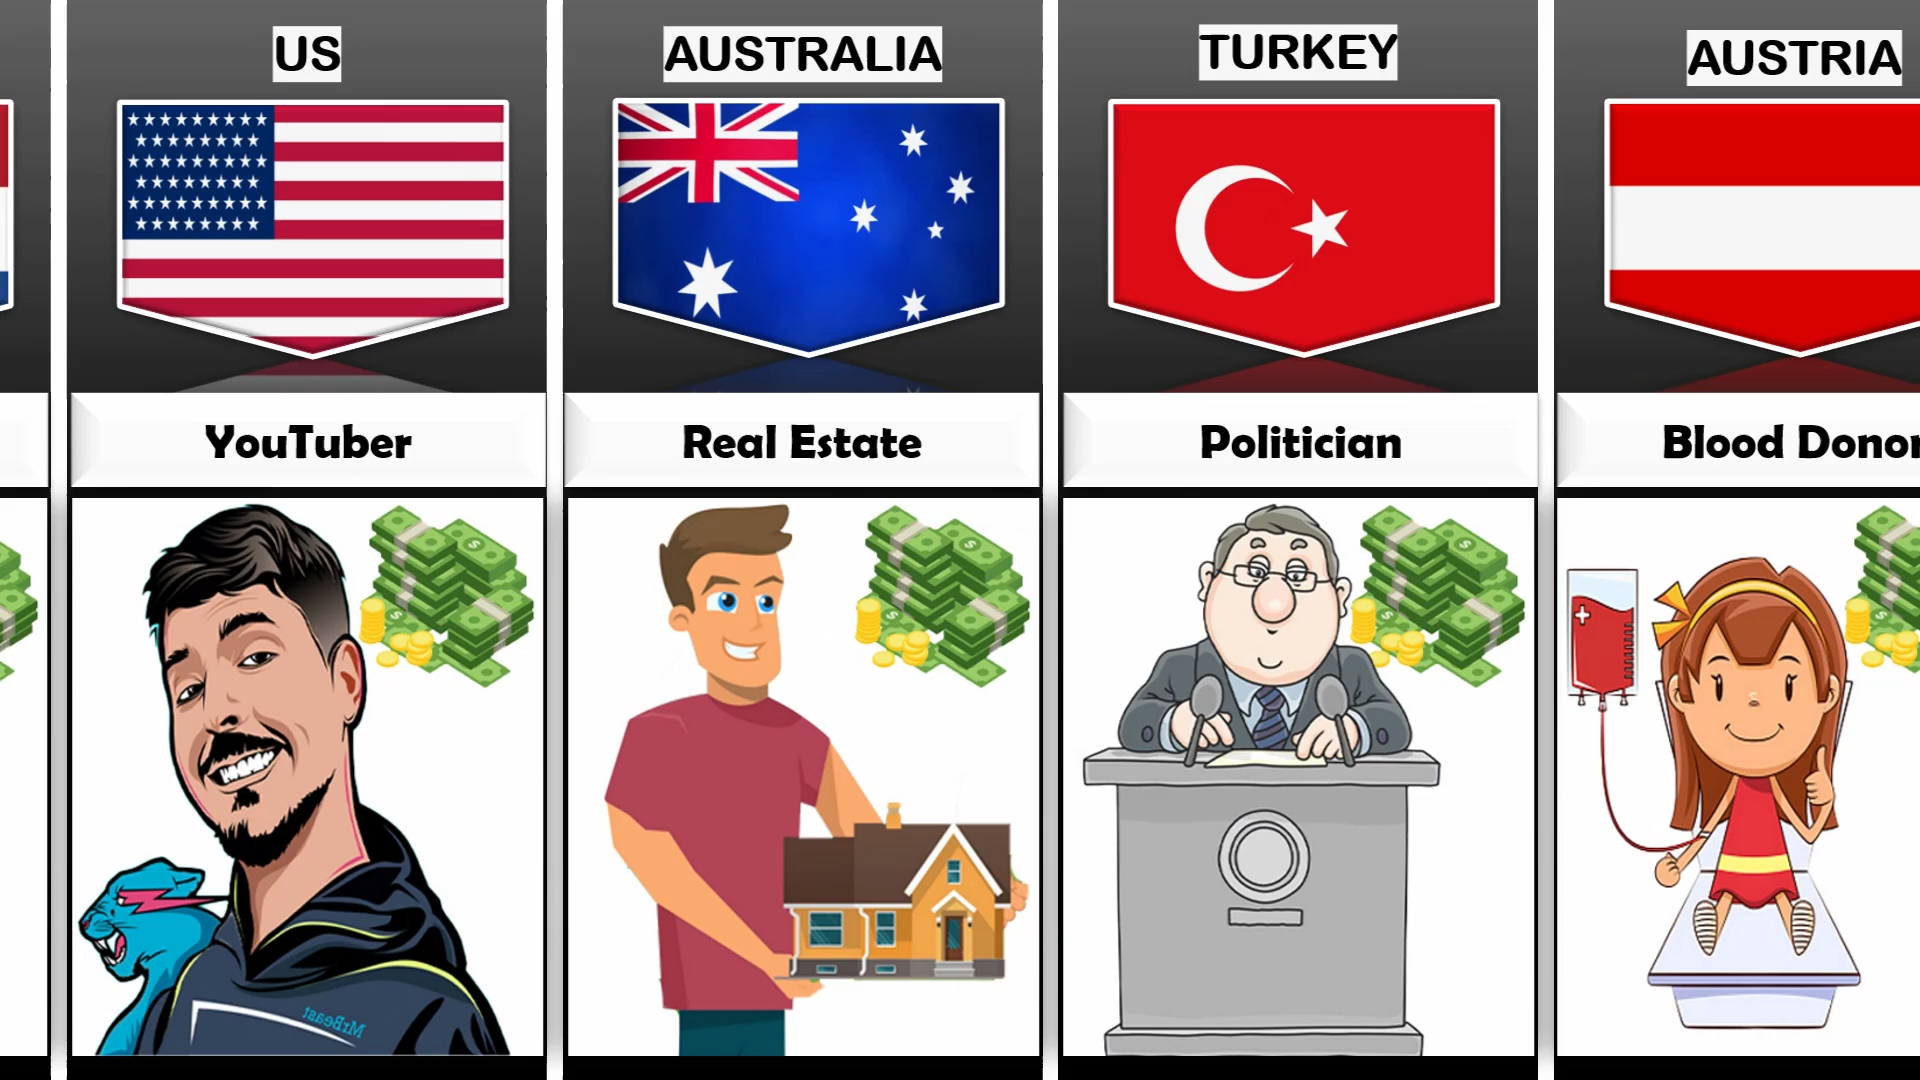 US
AUSTRALIA
TURKEY
AUSTRIA
YouTuber
Real Estate
Politician
Blood Donor
MrBeast